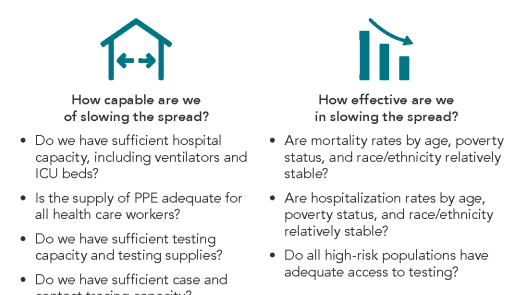 How capable are we
of slowing the spread?
• Do we have sufficient hospital
capacity, including ventilators and
ICU beds?
• Is the supply of PPE adequate for
all health care workers?
• Do we have sufficient testing
capacity and testing supplies?
• Do we have sufficient case and
contact tracing capacity?
How effective are we
in slowing the spread?
• Are mortality rates by age, poverty
status, and race/ethnicity relatively
stable?
• Are hospitalization rates by age,
poverty status, and race/ethnicity
relatively stable?
• Do all high-risk populations have
adequate access to testing?